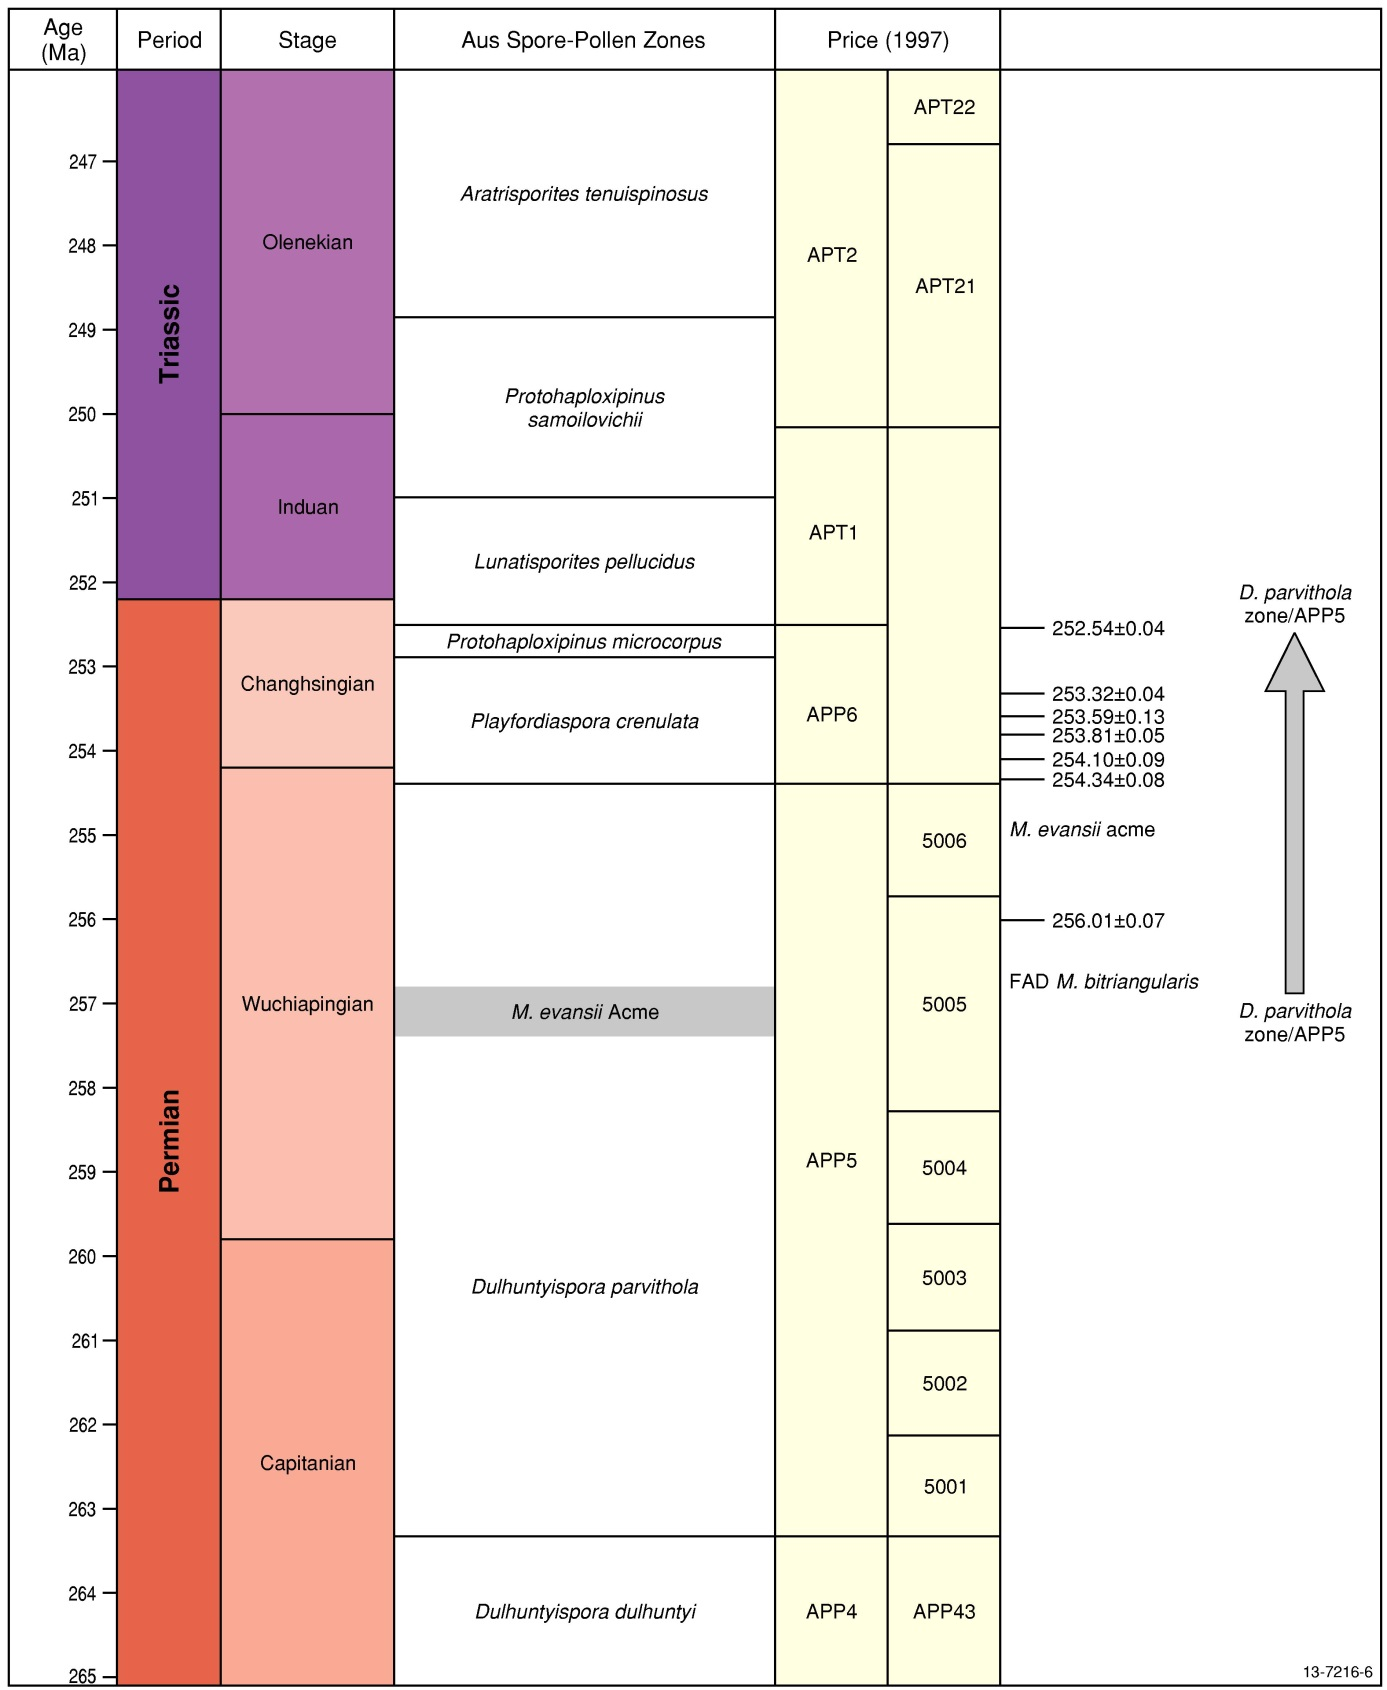 Age
(Ma)
Period
Stage
Aus Spore-Pollen Zones
Price (1997)
247
248
249
250
251
252
253
254
255
256
257
258
259
260
261
262
263
264
265
Triassic
Permian
Olenekian
Induan
Changhsingian
Wuchiapingian
Capitanian
Aratrisporites tenuispinosus
Protohaploxipinus
samoilovichii
Lunatisporites pellucidus
Protohaploxipinus microcorpus
Playfordiaspora crenulata
M. evansii Acme
Dulhuntyispora parvithola
Dulhuntyispora dulhuntyi
APT2
APT1
APP6
APP5
APP4
APT22
APT21
5006
5005
5004
5003
5002
5001
APP43
252.54±0.04
253.32±0.04
253.59±0.13
253.81±0.05
254.10±0.09
254.34±0.08
M. evansii acme
256.01±0.07
FAD M. bitriangularis
D. parvithola
zone/APP5
D. parvithola
zone/APP5
13-7216-6